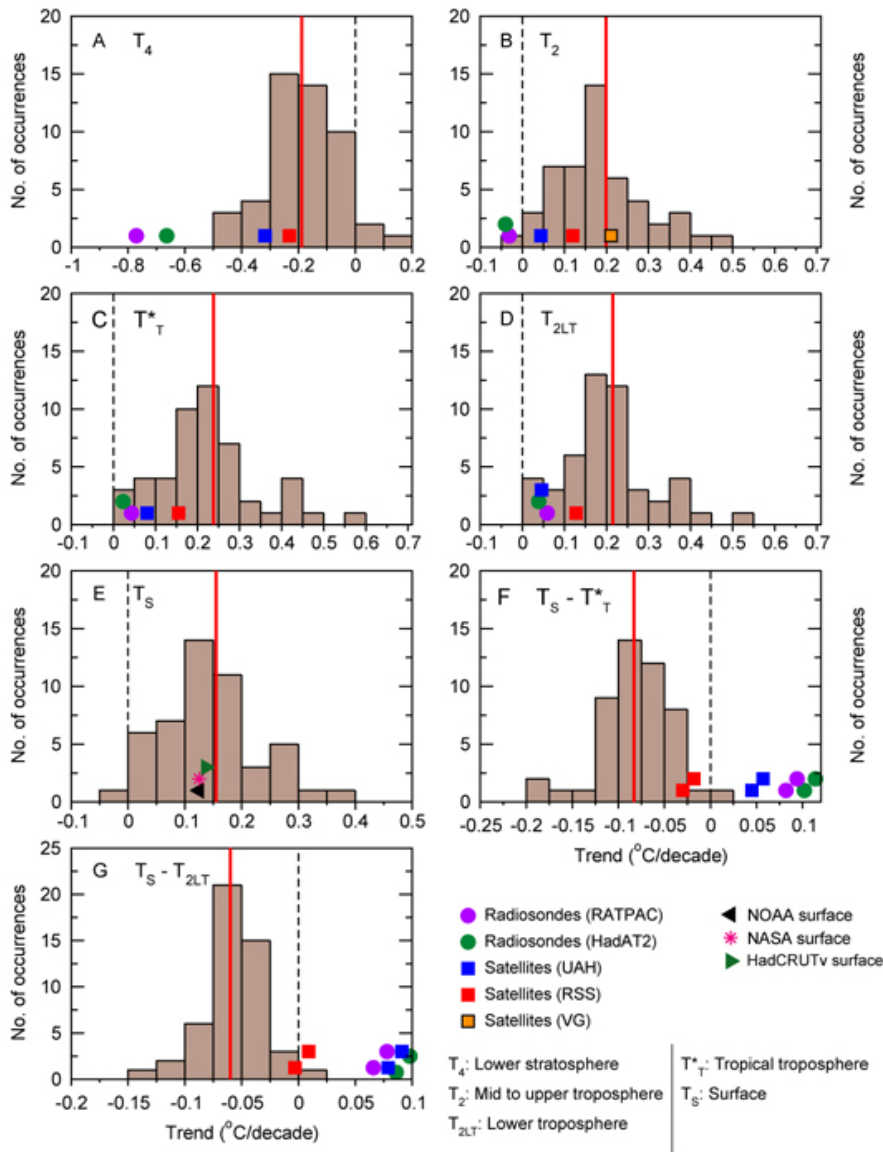 A T4
No. of occurrences
20
15
10
5
0
-1 -0.8 -0.6 -0.4 -0.2 0 0.2
B T2
No. of occurrences
20
15
10
5
0
-0.1 0 0.1 0.2 0.3 0.4 0.5 0.6 0.7
C T*T
No. of occurrences
20
15
10
5
0
-0.1 0 0.1 0.2 0.3 0.4 0.5 0.6 0.7
D T2LT
No. of occurrences
20
15
10
5
0
-0.1 0 0.1 0.2 0.3 0.4 0.5 0.6 0.7
E TS
No. of occurrences
20
15
10
5
0
-0.1 0 0.1 0.2 0.3 0.4 0.5
F TS - T*T
No. of occurrences
20
15
10
5
0
-0.25 -0.2 -0.15 -0.1 -0.05 0 0.05 0.1
Trend (°C/decade)
G TS - T2LT
No. of occurrences
25
20
15
10
5
0
-0.2 -0.15 -0.1 -0.05 0 0.05 0.1
Trend (°C/decade)
Radiosondes (RATPAC)
Radiosondes (HadAT2)
Satellites (UAH)
Satellites (RSS)
Satellites (VG)
NOAA surface
NASA surface
HadCRUTv surface
T4: Lower stratosphere
T2: Mid to upper troposphere
T2LT: Lower troposphere
T*T: Tropical troposphere
TS: Surface